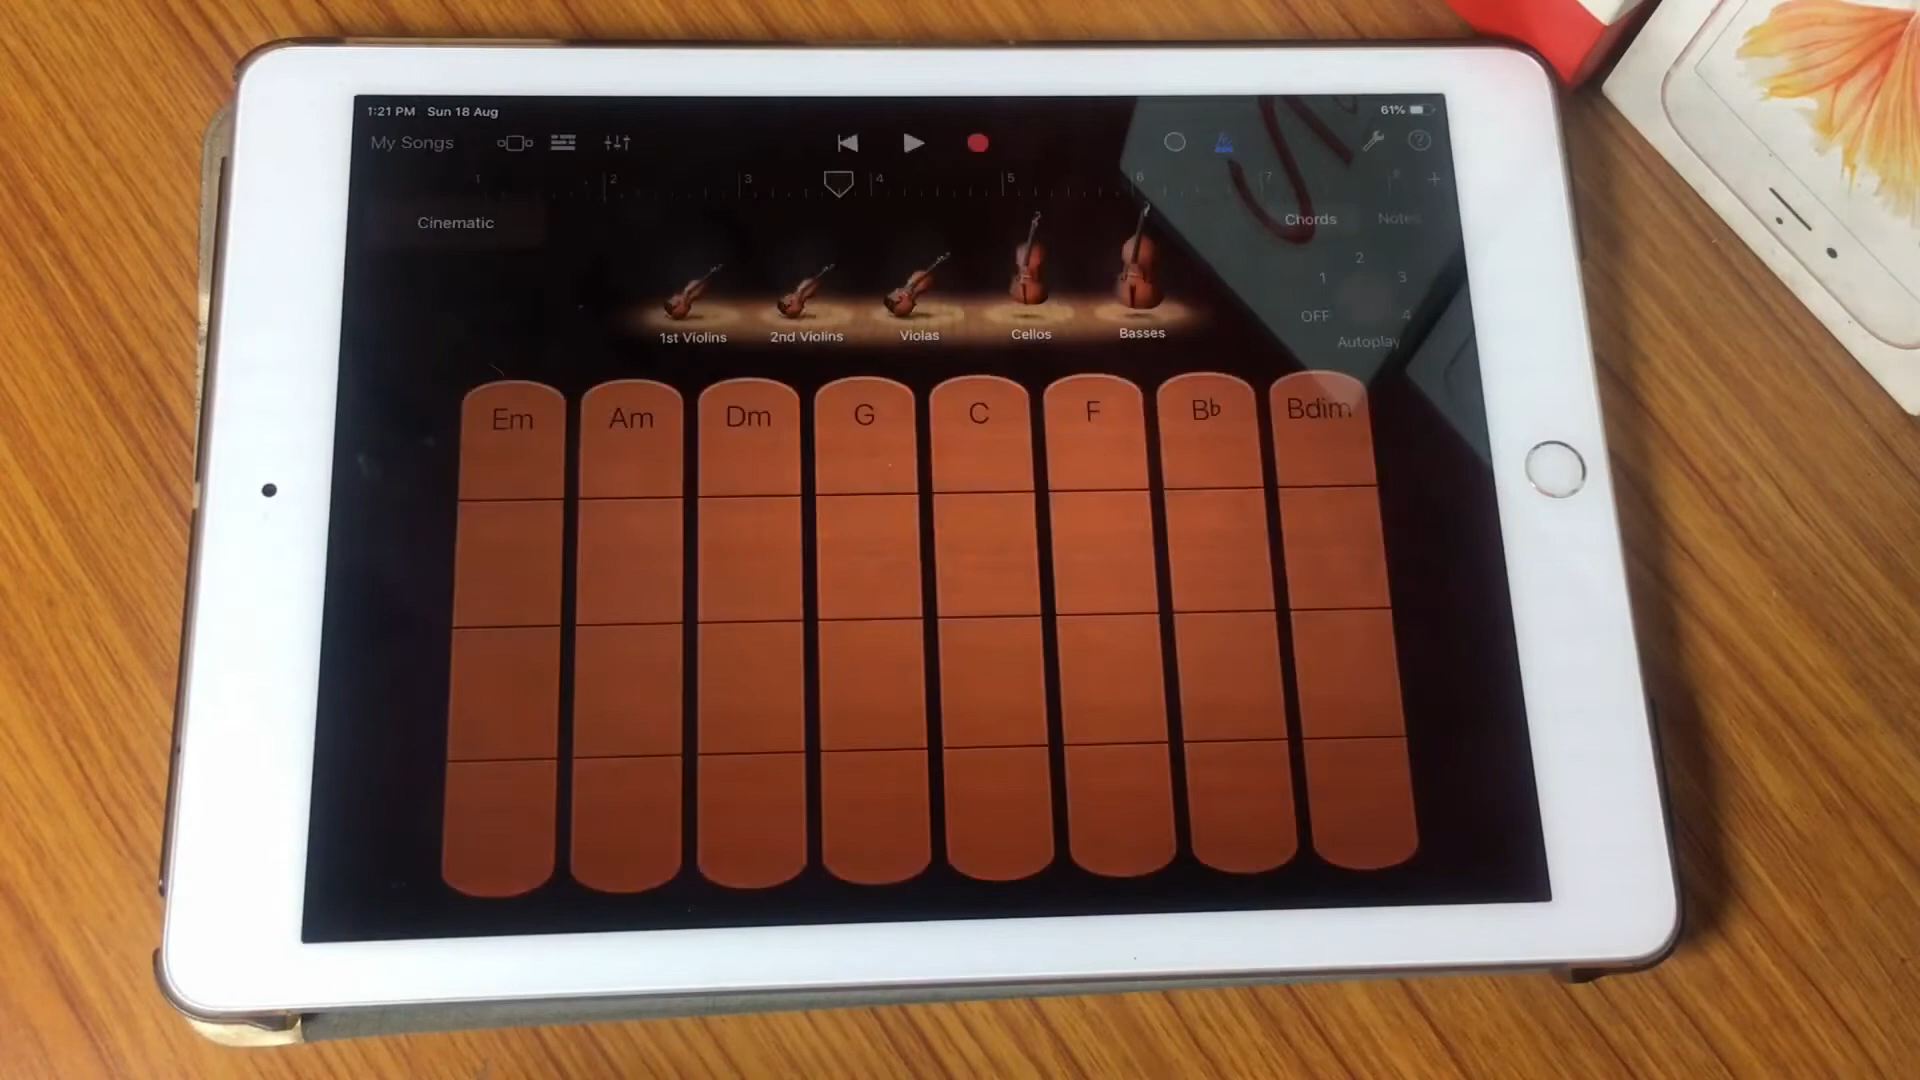 1:21 PM Sun 18 Aug 61%
My Songs
1 2 3 4 5 6 7 8
Cinematic
Chords Notes
1st Violins 2nd Violins Violas Cellos Basses
1 2 3
OFF 4
Autoplay
Em Am Dm G C F B♭ Bdim